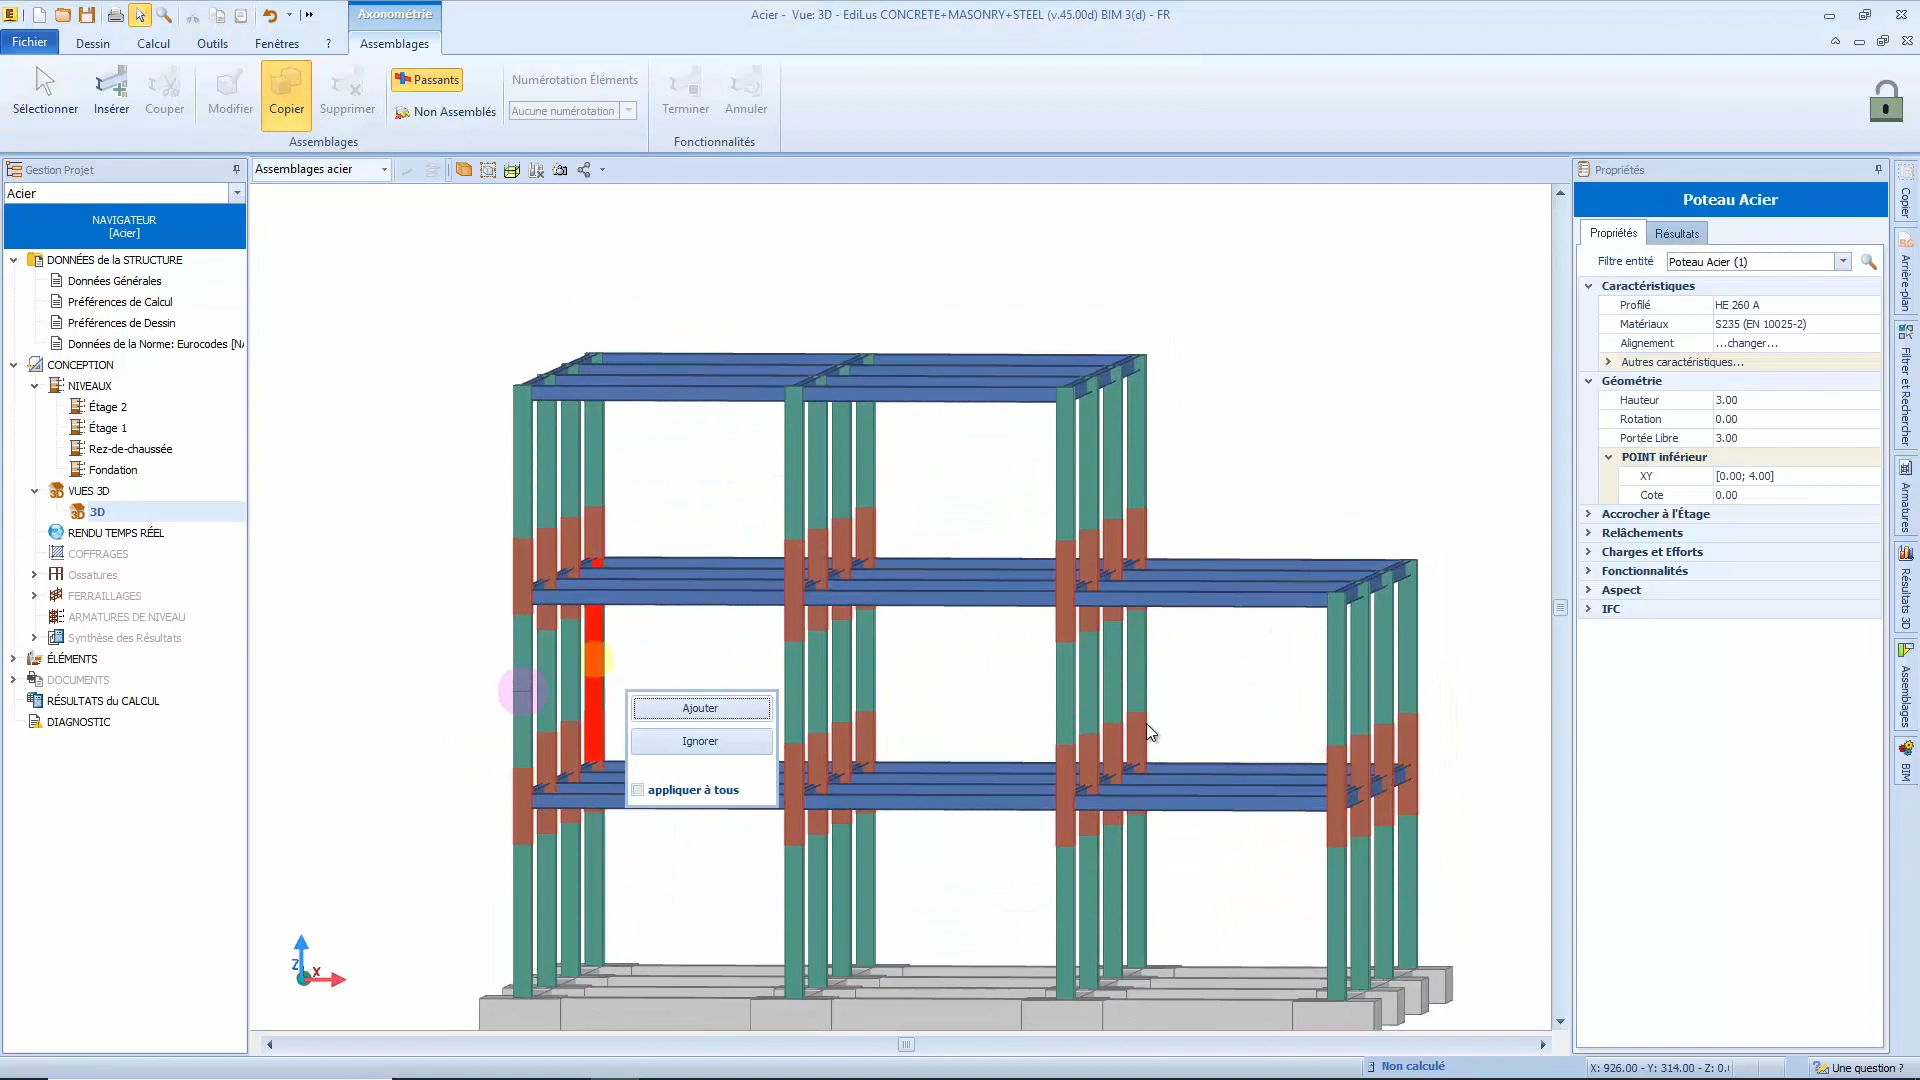 Axonométrie
Acier - Vue: 3D - EdiLus CONCRETE+MASONRY+STEEL (v.45.00d) BIM 3(d) - FR
Fichier
Dessin
Calcul
Outils
Fenêtres
?
Assemblages
Sélectionner
Insérer
Couper
Modifier
Copier
Supprimer
Passants
Non Assemblés
Assemblages
Numérotation Éléments
Aucune numérotation
Terminer
Annuler
Fonctionnalités
Gestion Projet
Acier
NAVIGATEUR
[Acier]
DONNÉES de la STRUCTURE
Données Générales
Préférences de Calcul
Préférences de Dessin
Données de la Norme: Eurocodes [N
CONCEPTION
NIVEAUX
Étage 2
Étage 1
Rez-de-chaussée
Fondation
VUES 3D
3D
RENDU TEMPS RÉEL
COFFRAGES
Ossatures
FERRAILLAGES
ARMATURES DE NIVEAU
Synthèse des Résultats
ÉLÉMENTS
DOCUMENTS
RÉSULTATS du CALCUL
DIAGNOSTIC
Assemblages acier
Ajouter
Ignorer
appliquer à tous
Z
X
Propriétés
Poteau Acier
Propriétés
Résultats
Filtre entité
Poteau Acier (1)
Caractéristiques
Profilé HE 260 A
Matériaux S235 (EN 10025-2)
Alignement ...changer...
Autres caractéristiques...
Géométrie
Hauteur 3.00
Rotation 0.00
Portée Libre 3.00
POINT inférieur
XY [0.00; 4.00]
Cote 0.00
Accrocher à l'Étage
Relâchements
Charges et Efforts
Fonctionnalités
Aspect
IFC
Copier
Arrière-plan
Filtrer et Rechercher
Armatures
Résultats 3D
Assemblages
BIM
Non calculé
X: 926.00 - Y: 314.00 - Z: 0.
Une question ?